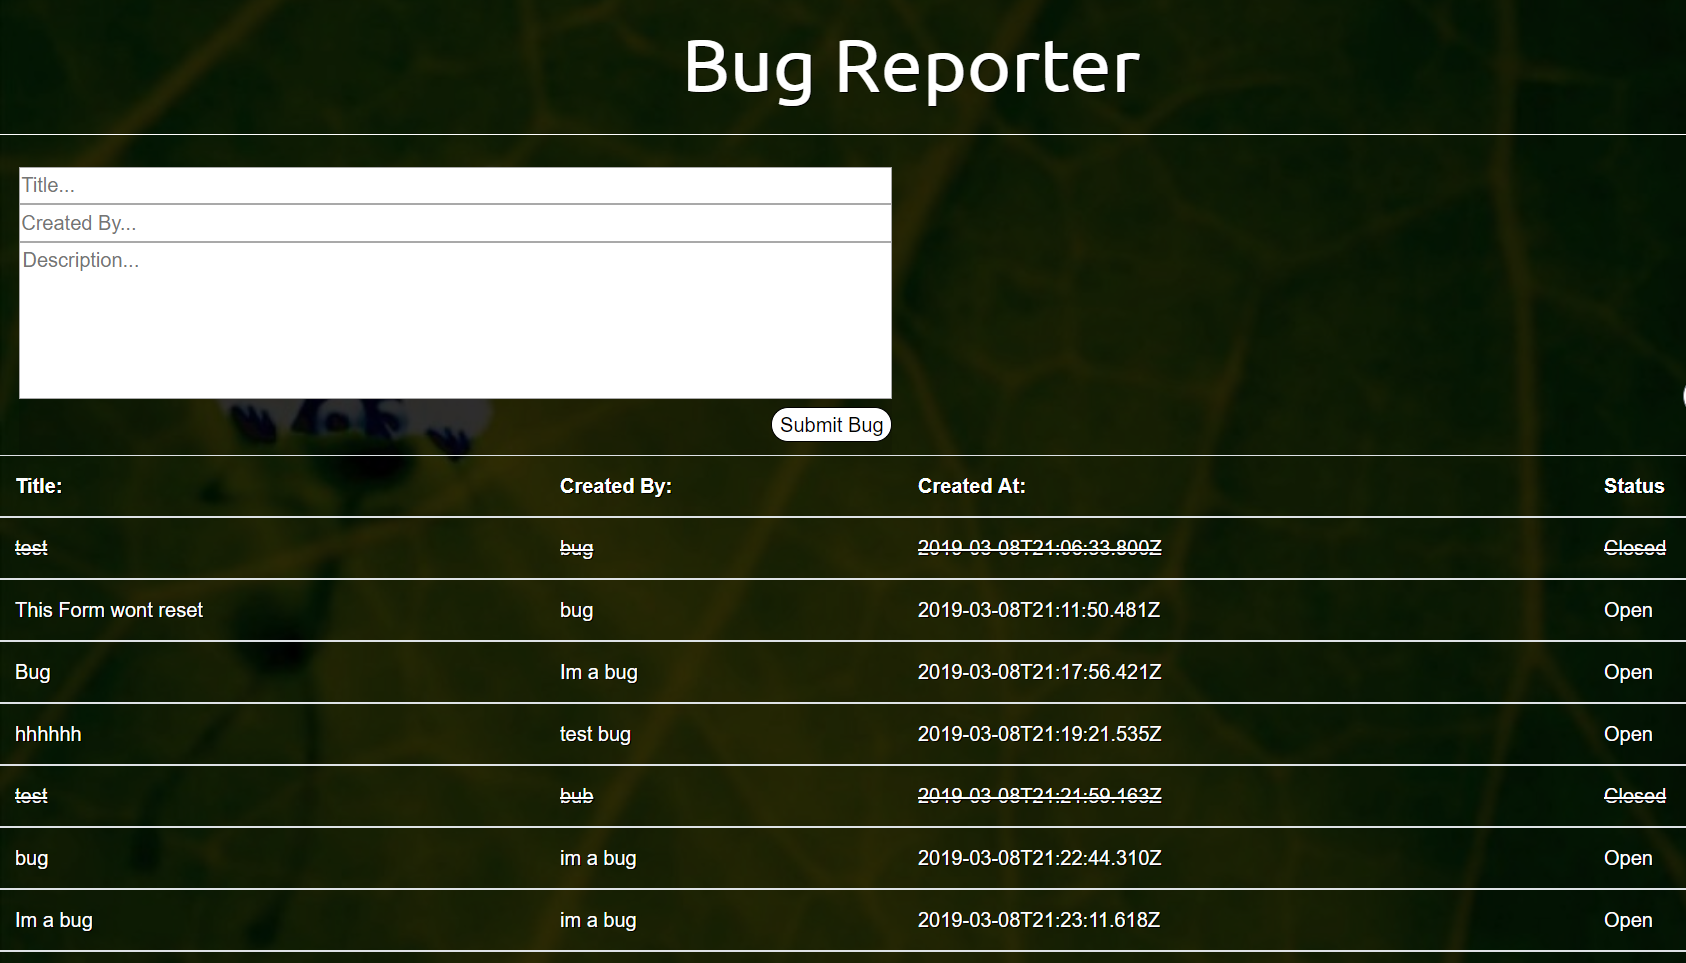 Bug Reporter
Title...
Created By...
Description...
Submit Bug
Title: Created By: Created At: Status
test bug 2019-03-08T21:06:33.800Z Closed
This Form wont reset bug 2019-03-08T21:11:50.481Z Open
Bug Im a bug 2019-03-08T21:17:56.421Z Open
hhhhhh test bug 2019-03-08T21:19:21.535Z Open
test bub 2019-03-08T21:21:59.163Z Closed
bug im a bug 2019-03-08T21:22:44.310Z Open
Im a bug im a bug 2019-03-08T21:23:11.618Z Open